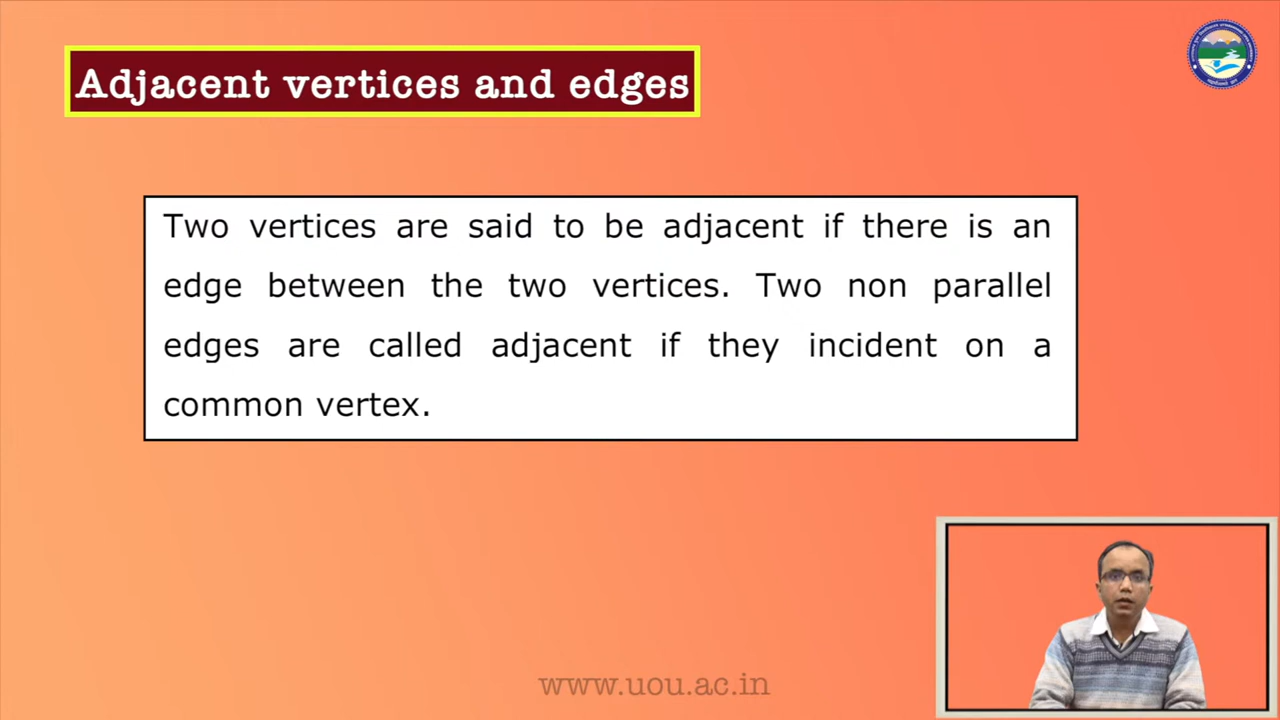 Adjacent vertices and edges
Two vertices are said to be adjacent if there is an
edge between the two vertices. Two non parallel
edges are called adjacent if they incident on a
common vertex.
www.uou.ac.in